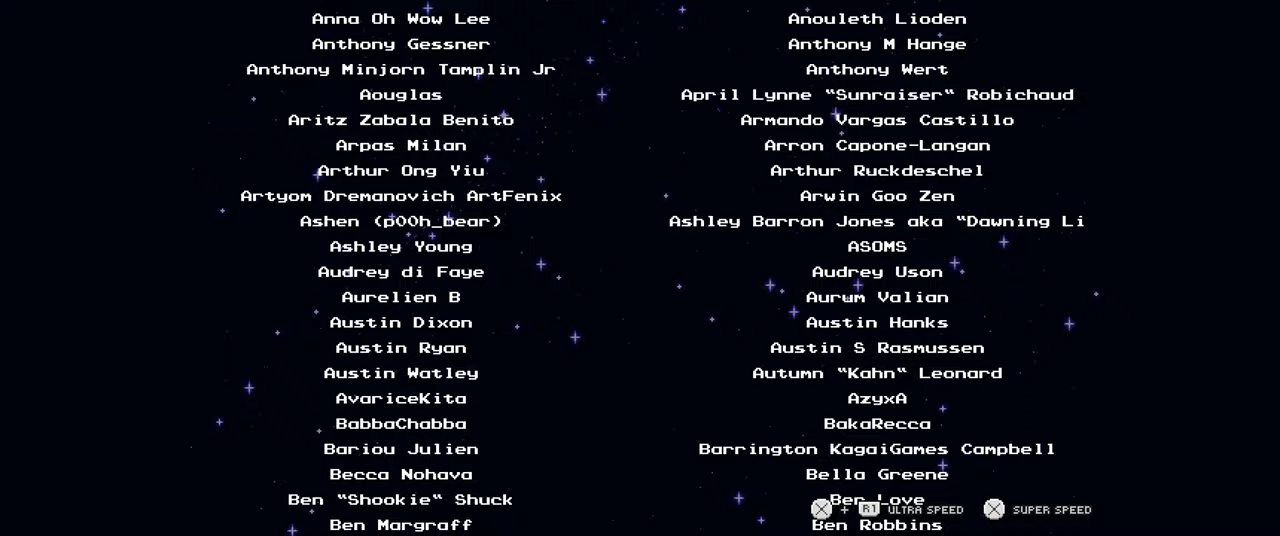 Anna Oh Wow Lee Anouleth Lioden
Anthony Gessner Anthony M Hange
Anthony Minjorn Tamplin Jr Anthony Wert
Aouglas April Lynne "Sunraiser" Robichaud
Aritz Zabala Benito Armando Vargas Castillo
Arpas Milan Arron Capone-Langan
Arthur Ong Yiu Arthur Ruckdeschel
Artyom Dremanovich ArtFenix Arwin Goo Zen
Ashen (p00h_bear) Ashley Barron Jones aka "Dawning Li
Ashley Young ASOMS
Audrey di Faye Audrey Uson
Aurelien B Aurum Valian
Austin Dixon Austin Hanks
Austin Ryan Austin S Rasmussen
Austin Watley Autumn "Kahn" Leonard
AvariceKita AzyxA
BabbaChabba BakaRecca
Bariou Julien Barrington KagaiGames Campbell
Becca Nohava Bella Greene
Ben "Shookie" Shuck Ben Love
+ R1 ULTRA SPEED SUPER SPEED
Ben Margraff Ben Robbins